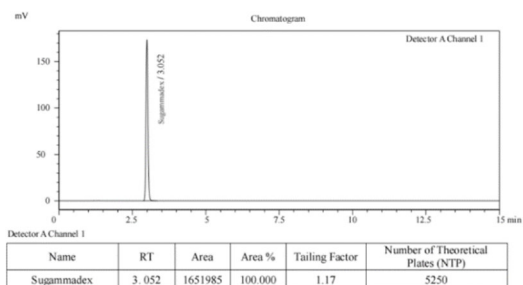 mV
Chromatogram
Detector A Channel 1
150
100
50
0
Sugammadex / 3.052
0 2.5 5 7.5 10 12.5 15 min
Detector A Channel 1
Name RT Area Area % Tailing Factor Number of Theoretical
Plates (NTP)
Sugammadex 3. 052 1651985 100.000 1.17 5250